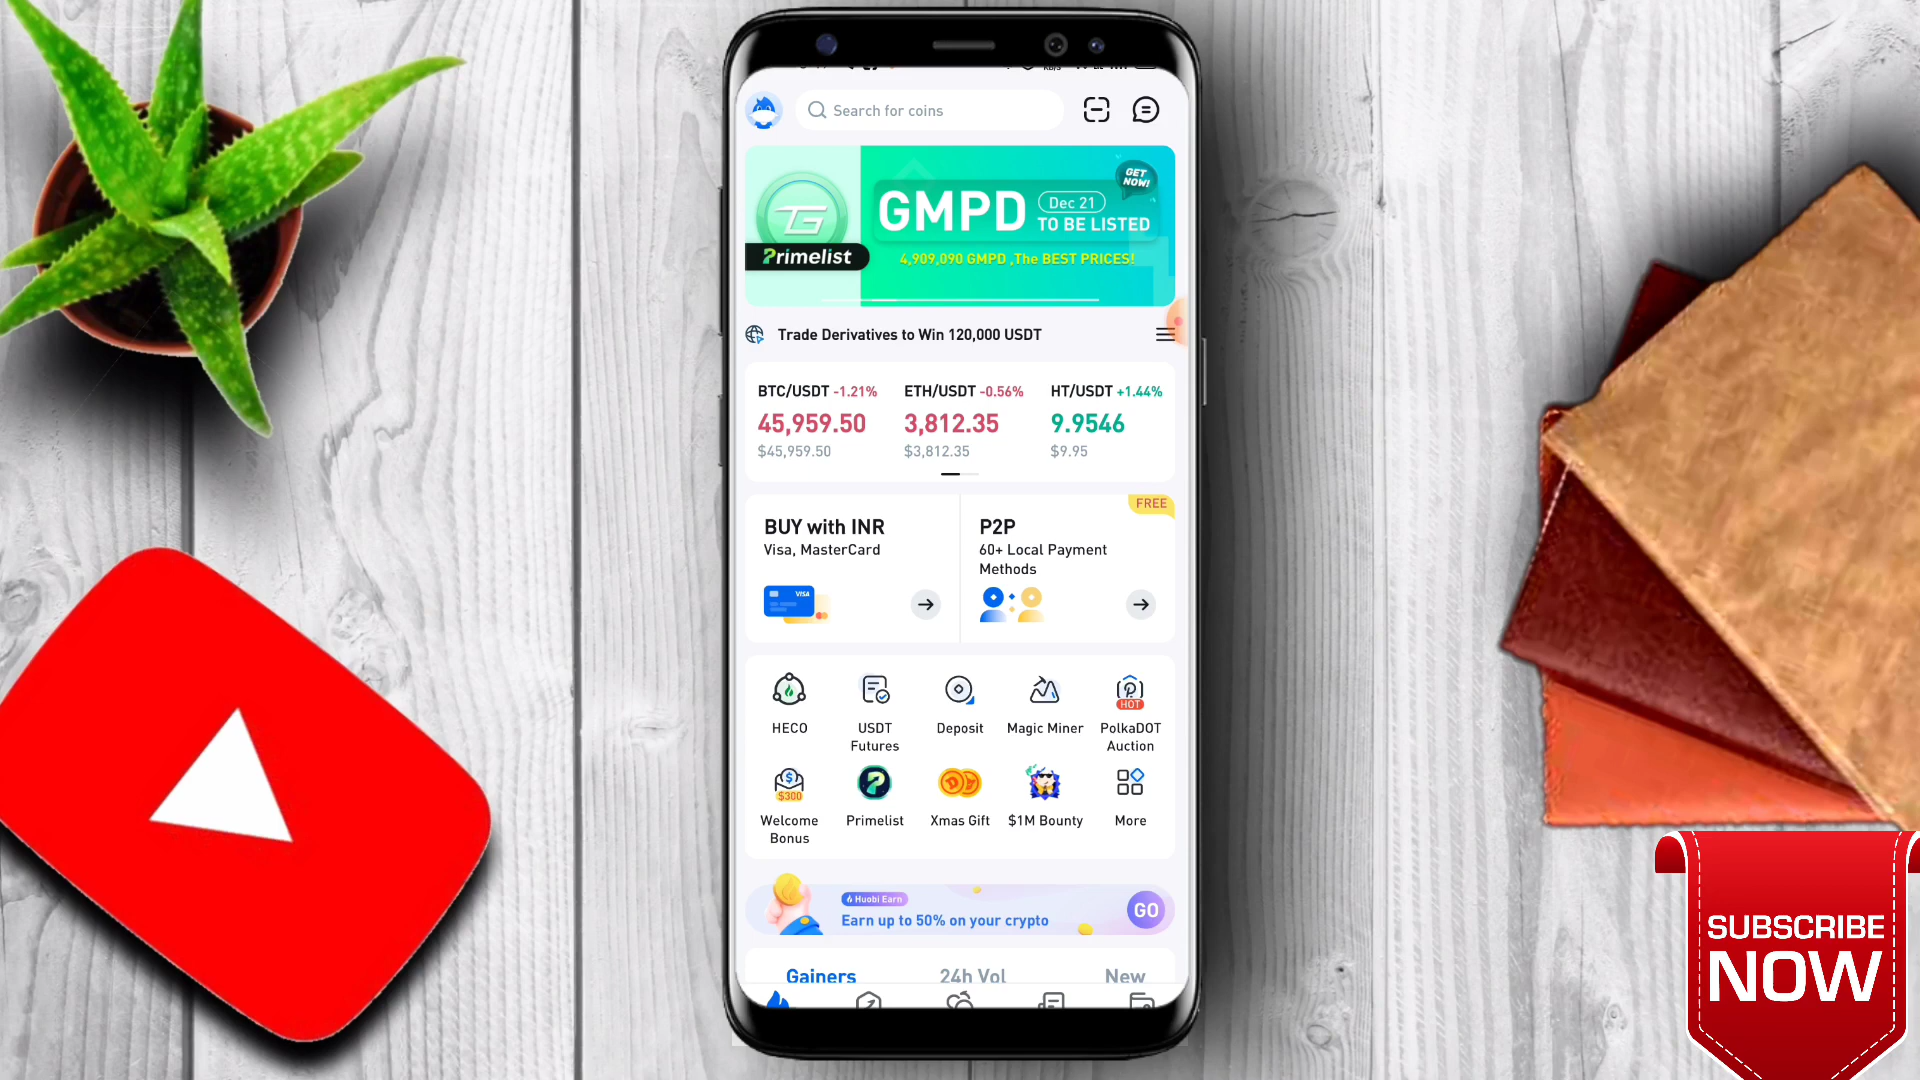 Search for coins
GET
NOW!
GMPD
Dec 21
TO BE LISTED
Primelist
4,909,090 GMPD ,The BEST PRICES!
Trade Derivatives to Win 120,000 USDT
BTC/USDT -1.21%
ETH/USDT -0.56%
HT/USDT +1.44%
45,959.50
3,812.35
9.9546
$45,959.50
$3,812.35
$9.95
FREE
BUY with INR
Visa, MasterCard
P2P
60+ Local Payment
Methods
VISA
HECO
USDT
Futures
Deposit
Magic Miner
HOT
PolkaDOT
Auction
$300
Welcome
Bonus
Primelist
Xmas Gift
$1M Bounty
More
Huobi Earn
Earn up to 50% on your crypto
GO
Gainers
24h Vol
New
SUBSCRIBE
NOW